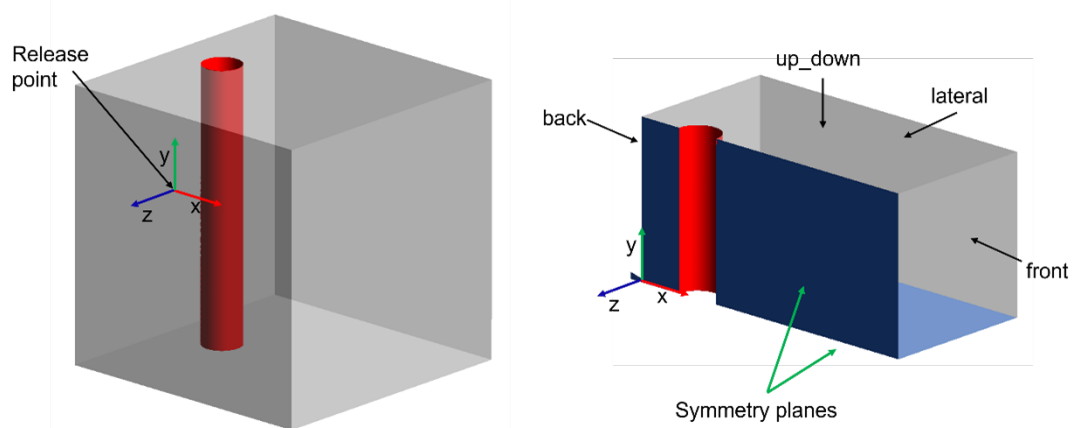 Release
point
y
z
x
up_down
lateral
back
y
z
x
front
Symmetry planes